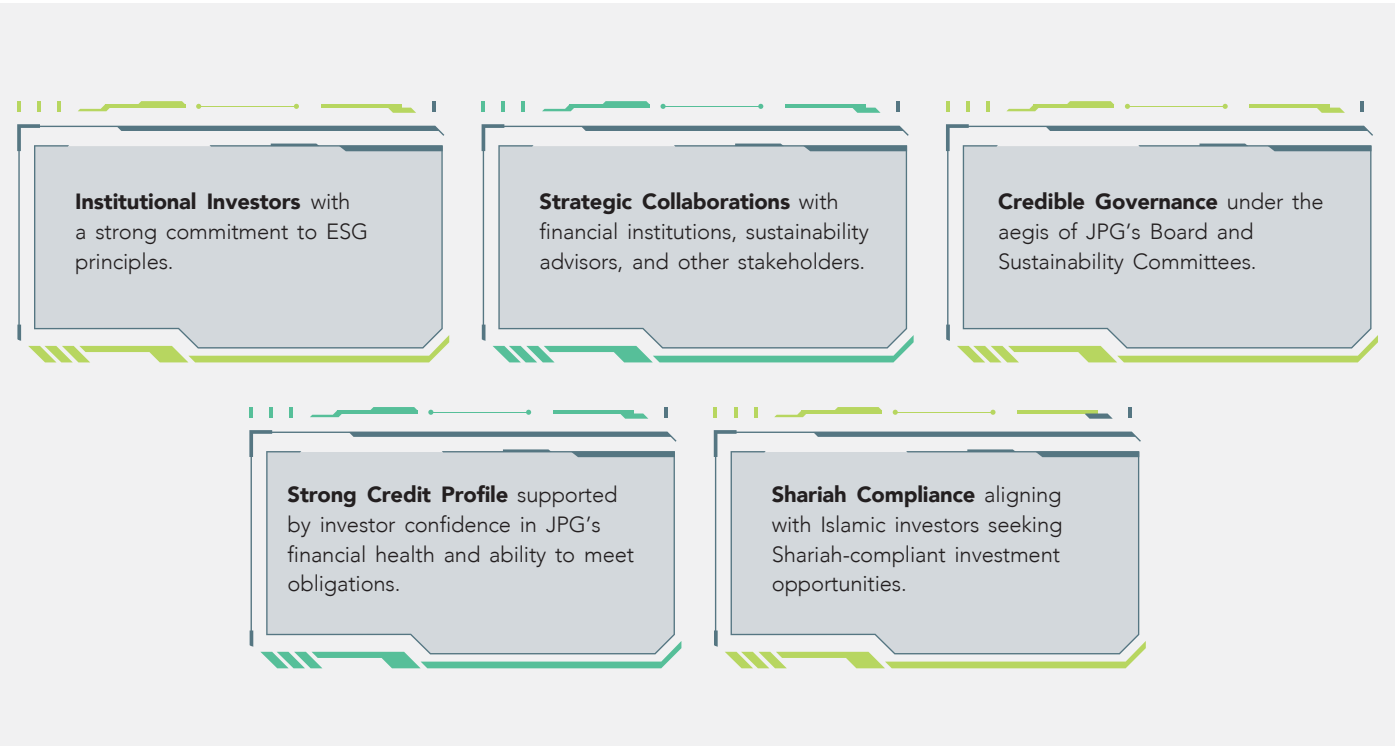 Institutional Investors with
a strong commitment to ESG
principles.
Strategic Collaborations with
financial institutions, sustainability
advisors, and other stakeholders.
Credible Governance under the
aegis of JPG's Board and
Sustainability Committees.
Strong Credit Profile supported
by investor confidence in JPG's
financial health and ability to meet
obligations.
Shariah Compliance aligning
with Islamic investors seeking
Shariah-compliant investment
opportunities.